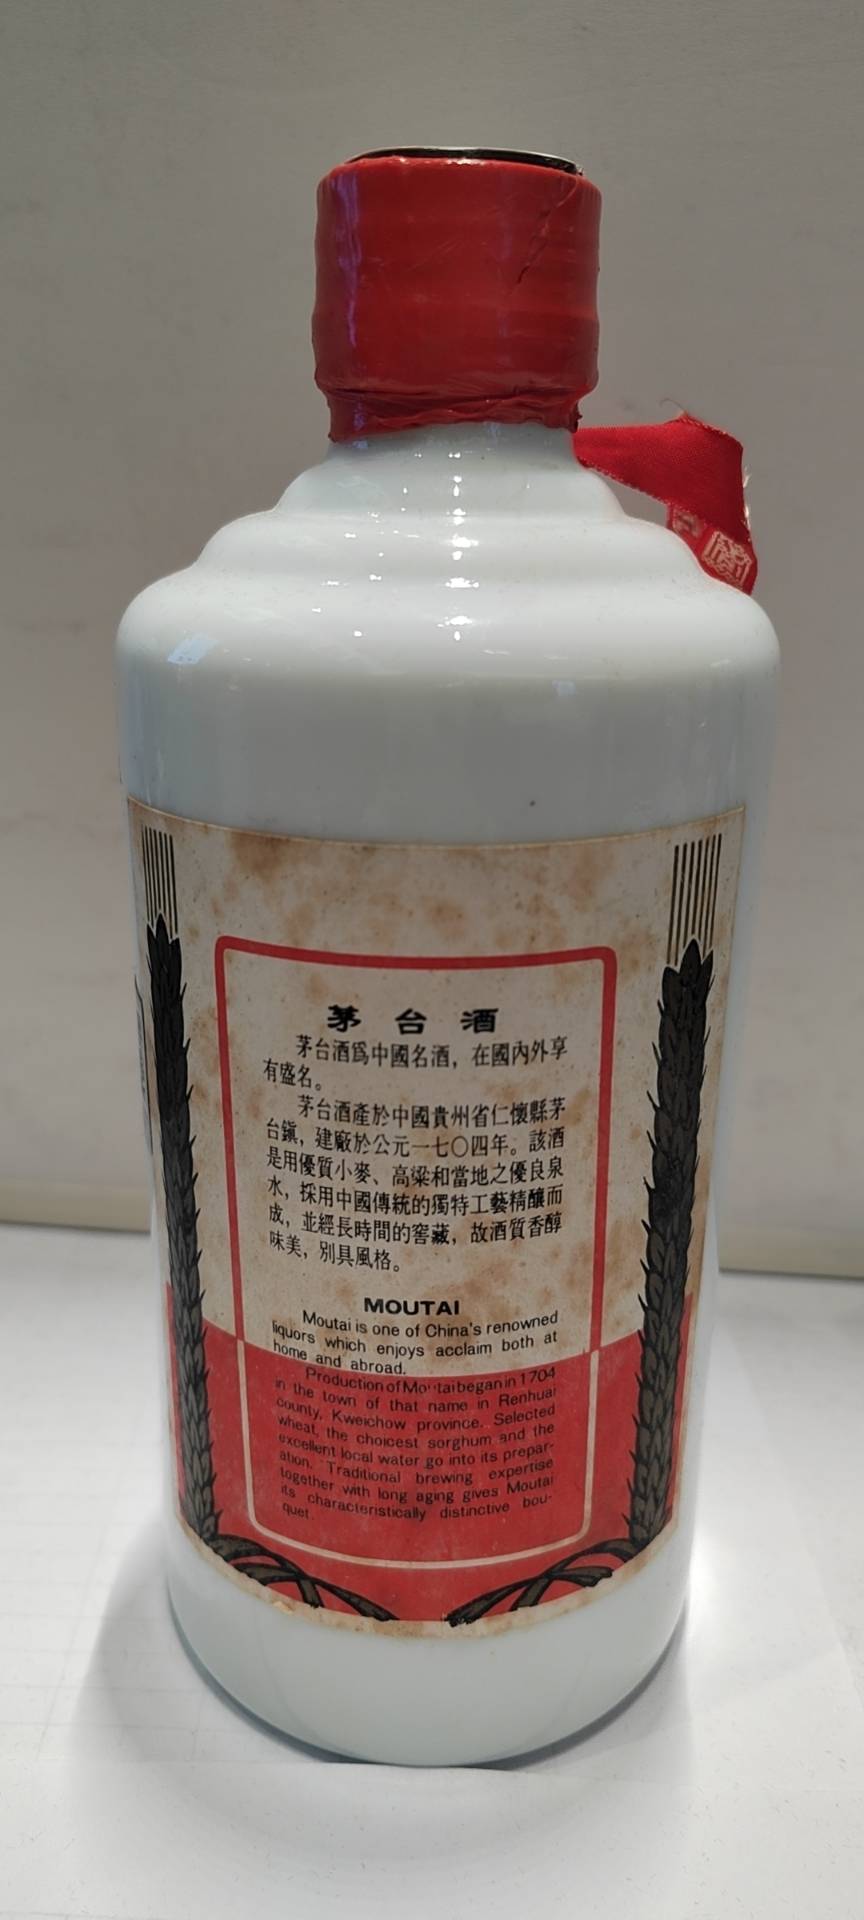 茅台酒
茅台酒爲中國名酒，在國內外享
有盛名。
茅台酒產於中國貴州省仁懷縣茅
台鎭，建廠於公元一七〇四年。該酒
是用優質小麥、高粱和當地之優良泉
水，採用中國傳統的獨特工藝精釀而
成，並經長時間的窖藏，故酒質香醇
味美，別具風格。
MOUTAI
Moutai is one of China's renowned
liquors which enjoys acclaim both at
home and abroad.
Production of Moutai began in 1704
in the town of that name in Renhuai
county, Kweichow province. Selected
wheat, the choicest sorghum and the
excellent local water go into its prepar-
ation. Traditional brewing expertise
together with long aging gives Moutai
its characteristically distinctive bou-
quet.